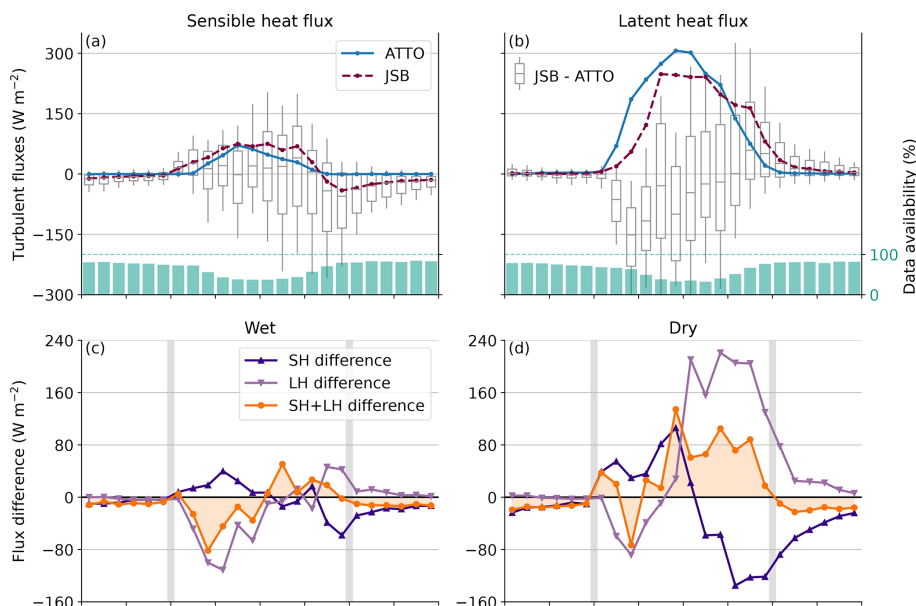 Sensible heat flux
Latent heat flux
(a)
ATTO
JSB
(b)
JSB - ATTO
300
150
0
−150
−300
Turbulent fluxes (W m−2)
100
0
Data availability (%)
Wet
Dry
(c)
SH difference
LH difference
SH+LH difference
(d)
240
160
80
0
−80
−160
Flux difference (W m−2)
240
160
80
0
−80
−160